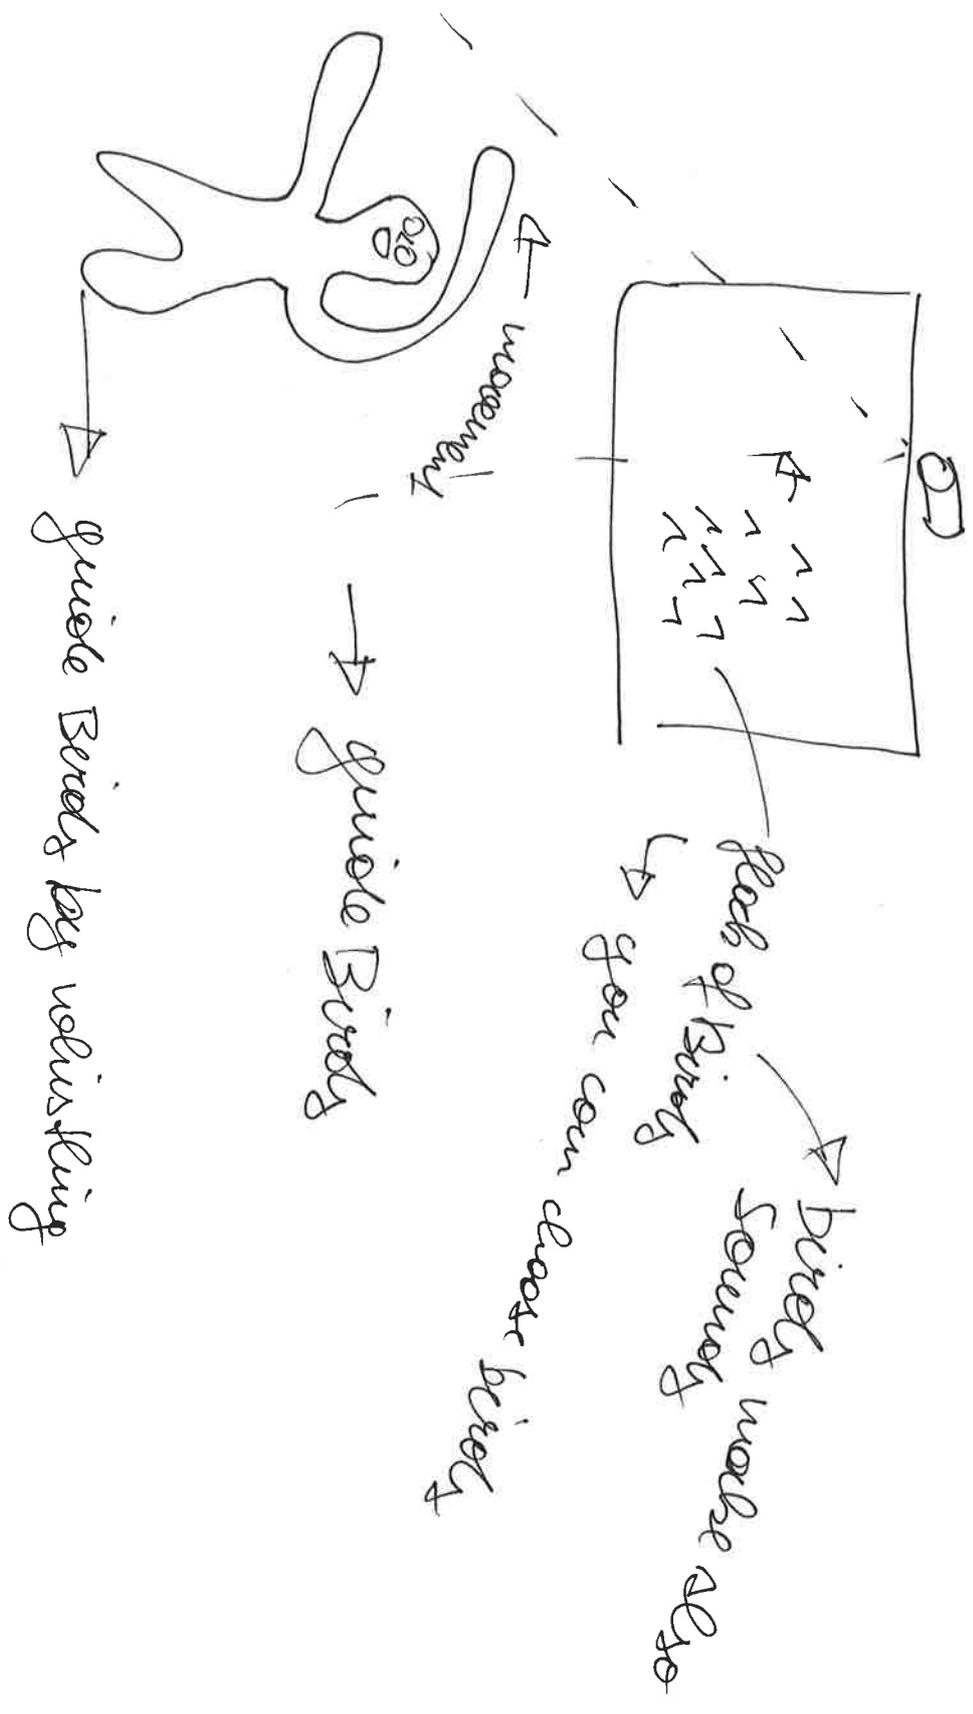 birds make also
sounds
flock of Birds
you can choose birds
movement
guide Birds
guide Birds by whistling